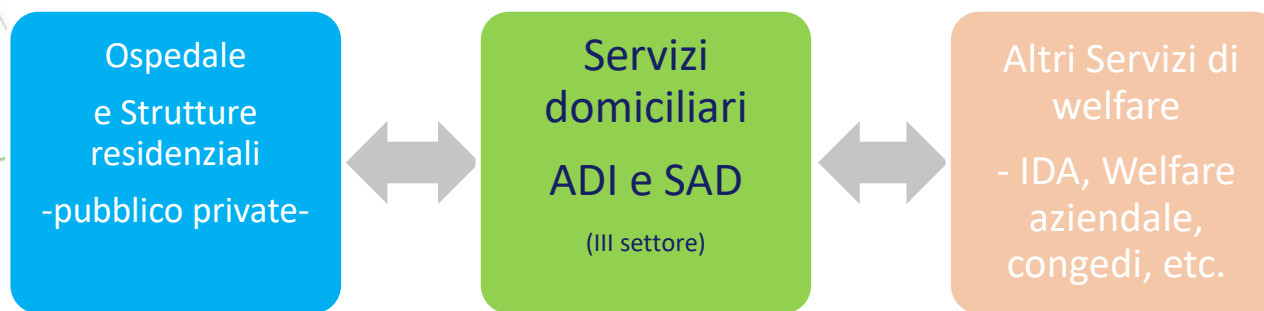 Ospedale
e Strutture
residenziali
-pubblico private-
Servizi
domiciliari
ADI e SAD
(III settore)
Altri Servizi di
welfare
- IDA, Welfare
aziendale,
congedi, etc.